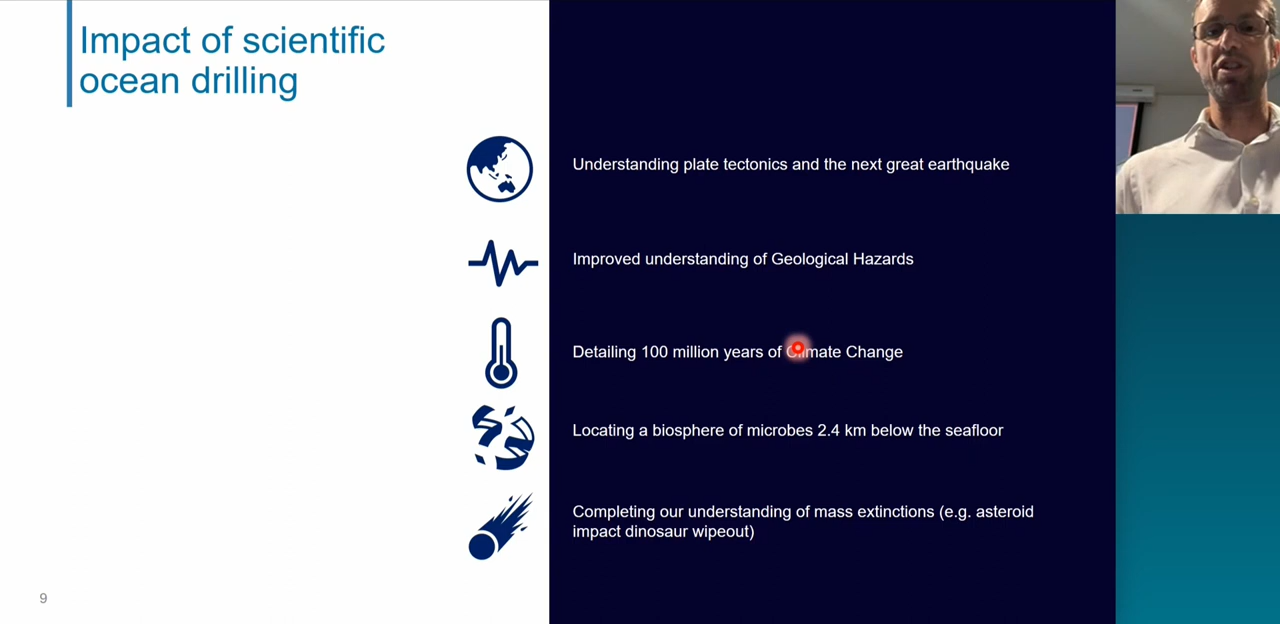 Impact of scientific
ocean drilling
Understanding plate tectonics and the next great earthquake
Improved understanding of Geological Hazards
Detailing 100 million years of Climate Change
Locating a biosphere of microbes 2.4 km below the seafloor
Completing our understanding of mass extinctions (e.g. asteroid
impact dinosaur wipeout)
9